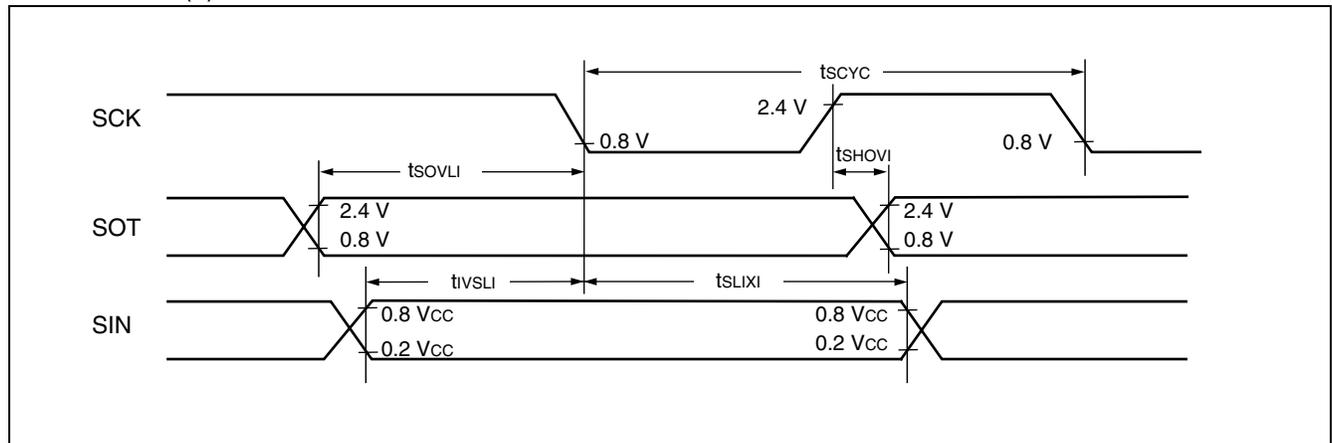 tSCYC
SCK
2.4 V
0.8 V
0.8 V
tSHOVI
tSOVLI
SOT
2.4 V
2.4 V
0.8 V
0.8 V
tIVSLI
tSLIXI
SIN
0.8 VCC
0.8 VCC
0.2 VCC
0.2 VCC